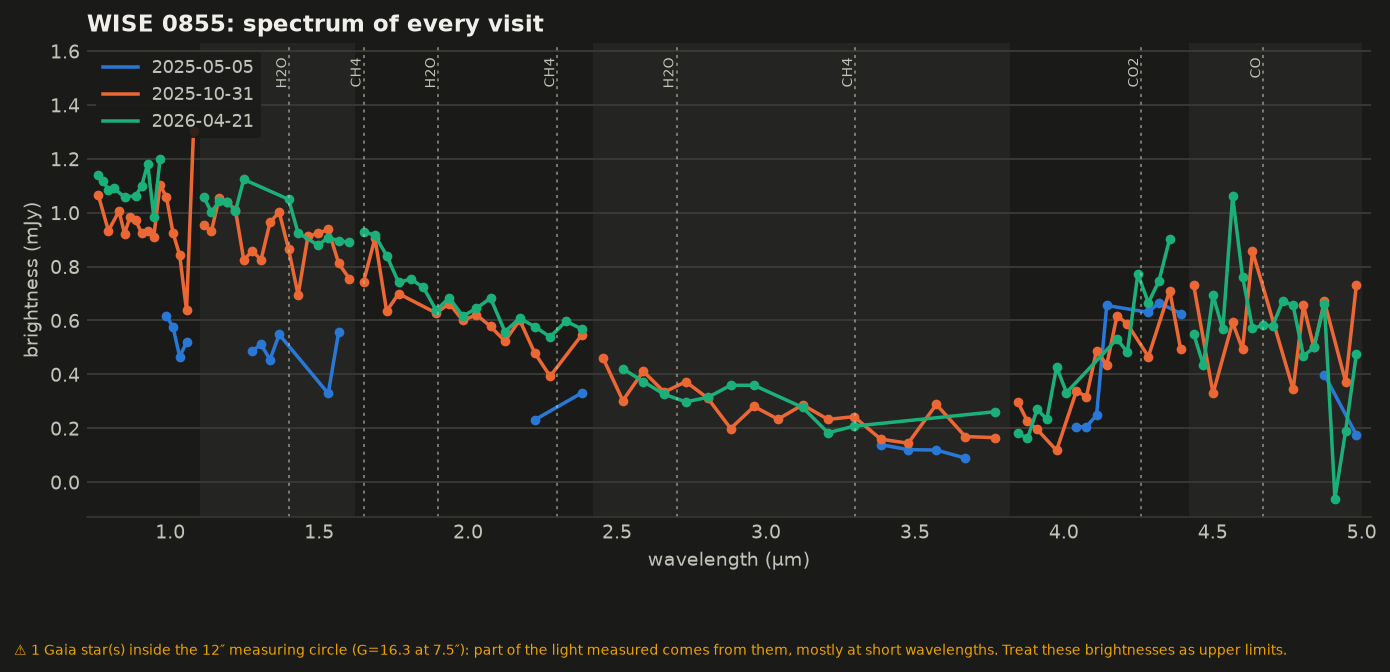 WISE 0855: spectrum of every visit
1.6
1.4
1.2
1.0
0.8
0.6
0.4
0.2
0.0
brightness (mJy)
2025-05-05
2025-10-31
2026-04-21
H2O
CH4
H2O
CH4
H2O
CH4
CO2
CO
1.0 1.5 2.0 2.5 3.0 3.5 4.0 4.5 5.0
wavelength (μm)
⚠ 1 Gaia star(s) inside the 12″ measuring circle (G=16.3 at 7.5″): part of the light measured comes from them, mostly at short wavelengths. Treat these brightnesses as upper limits.